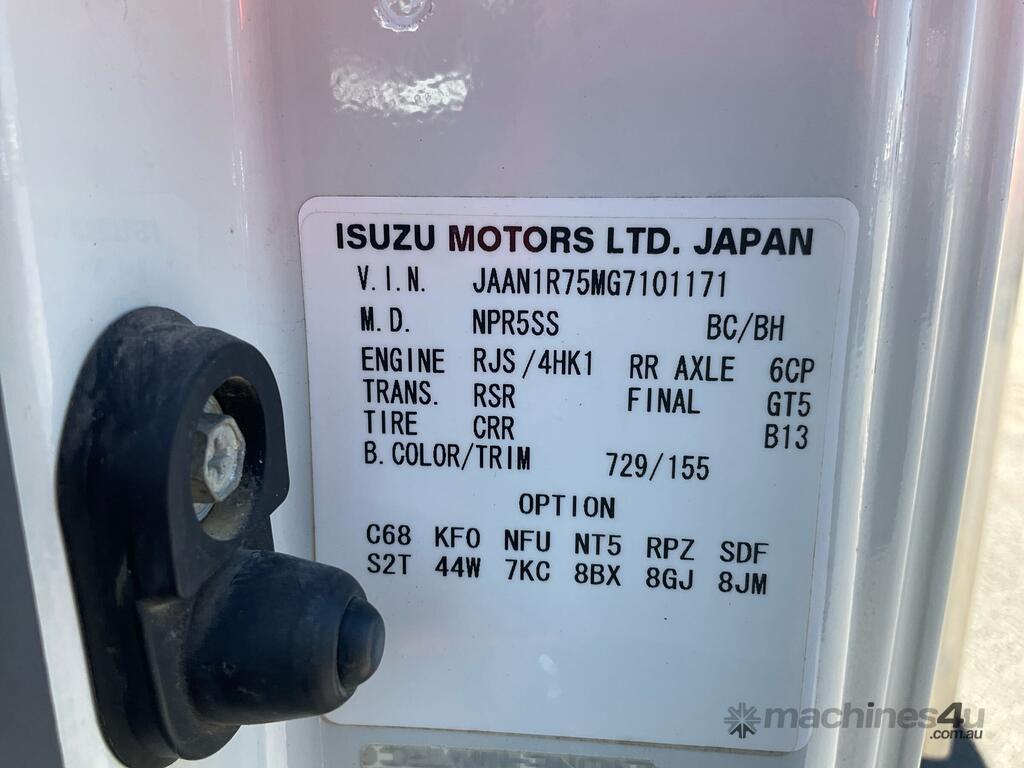 ISUZU MOTORS LTD. JAPAN
V.I.N. JAAN1R75MG7101171
M.D. NPR5SS BC/BH
ENGINE RJS/4HK1 RR AXLE 6CP
TRANS. RSR FINAL GT5
TIRE CRR B13
B.COLOR/TRIM 729/155
OPTION
C68 KFO NFU NT5 RPZ SDF
S2T 44W 7KC 8BX 8GJ 8JM
machines4u
.com.au